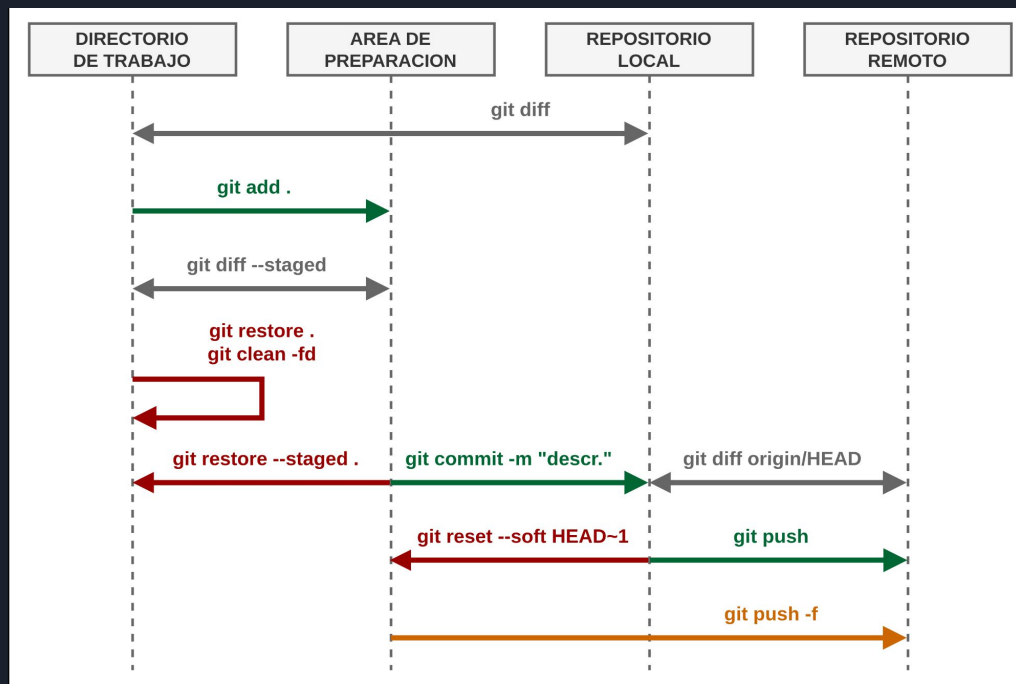 DIRECTORIO
DE TRABAJO
AREA DE
PREPARACION
REPOSITORIO
LOCAL
REPOSITORIO
REMOTO
git diff
git add .
git diff --staged
git restore .
git clean -fd
git restore --staged .
git commit -m "descr."
git diff origin/HEAD
git reset --soft HEAD~1
git push
git push -f